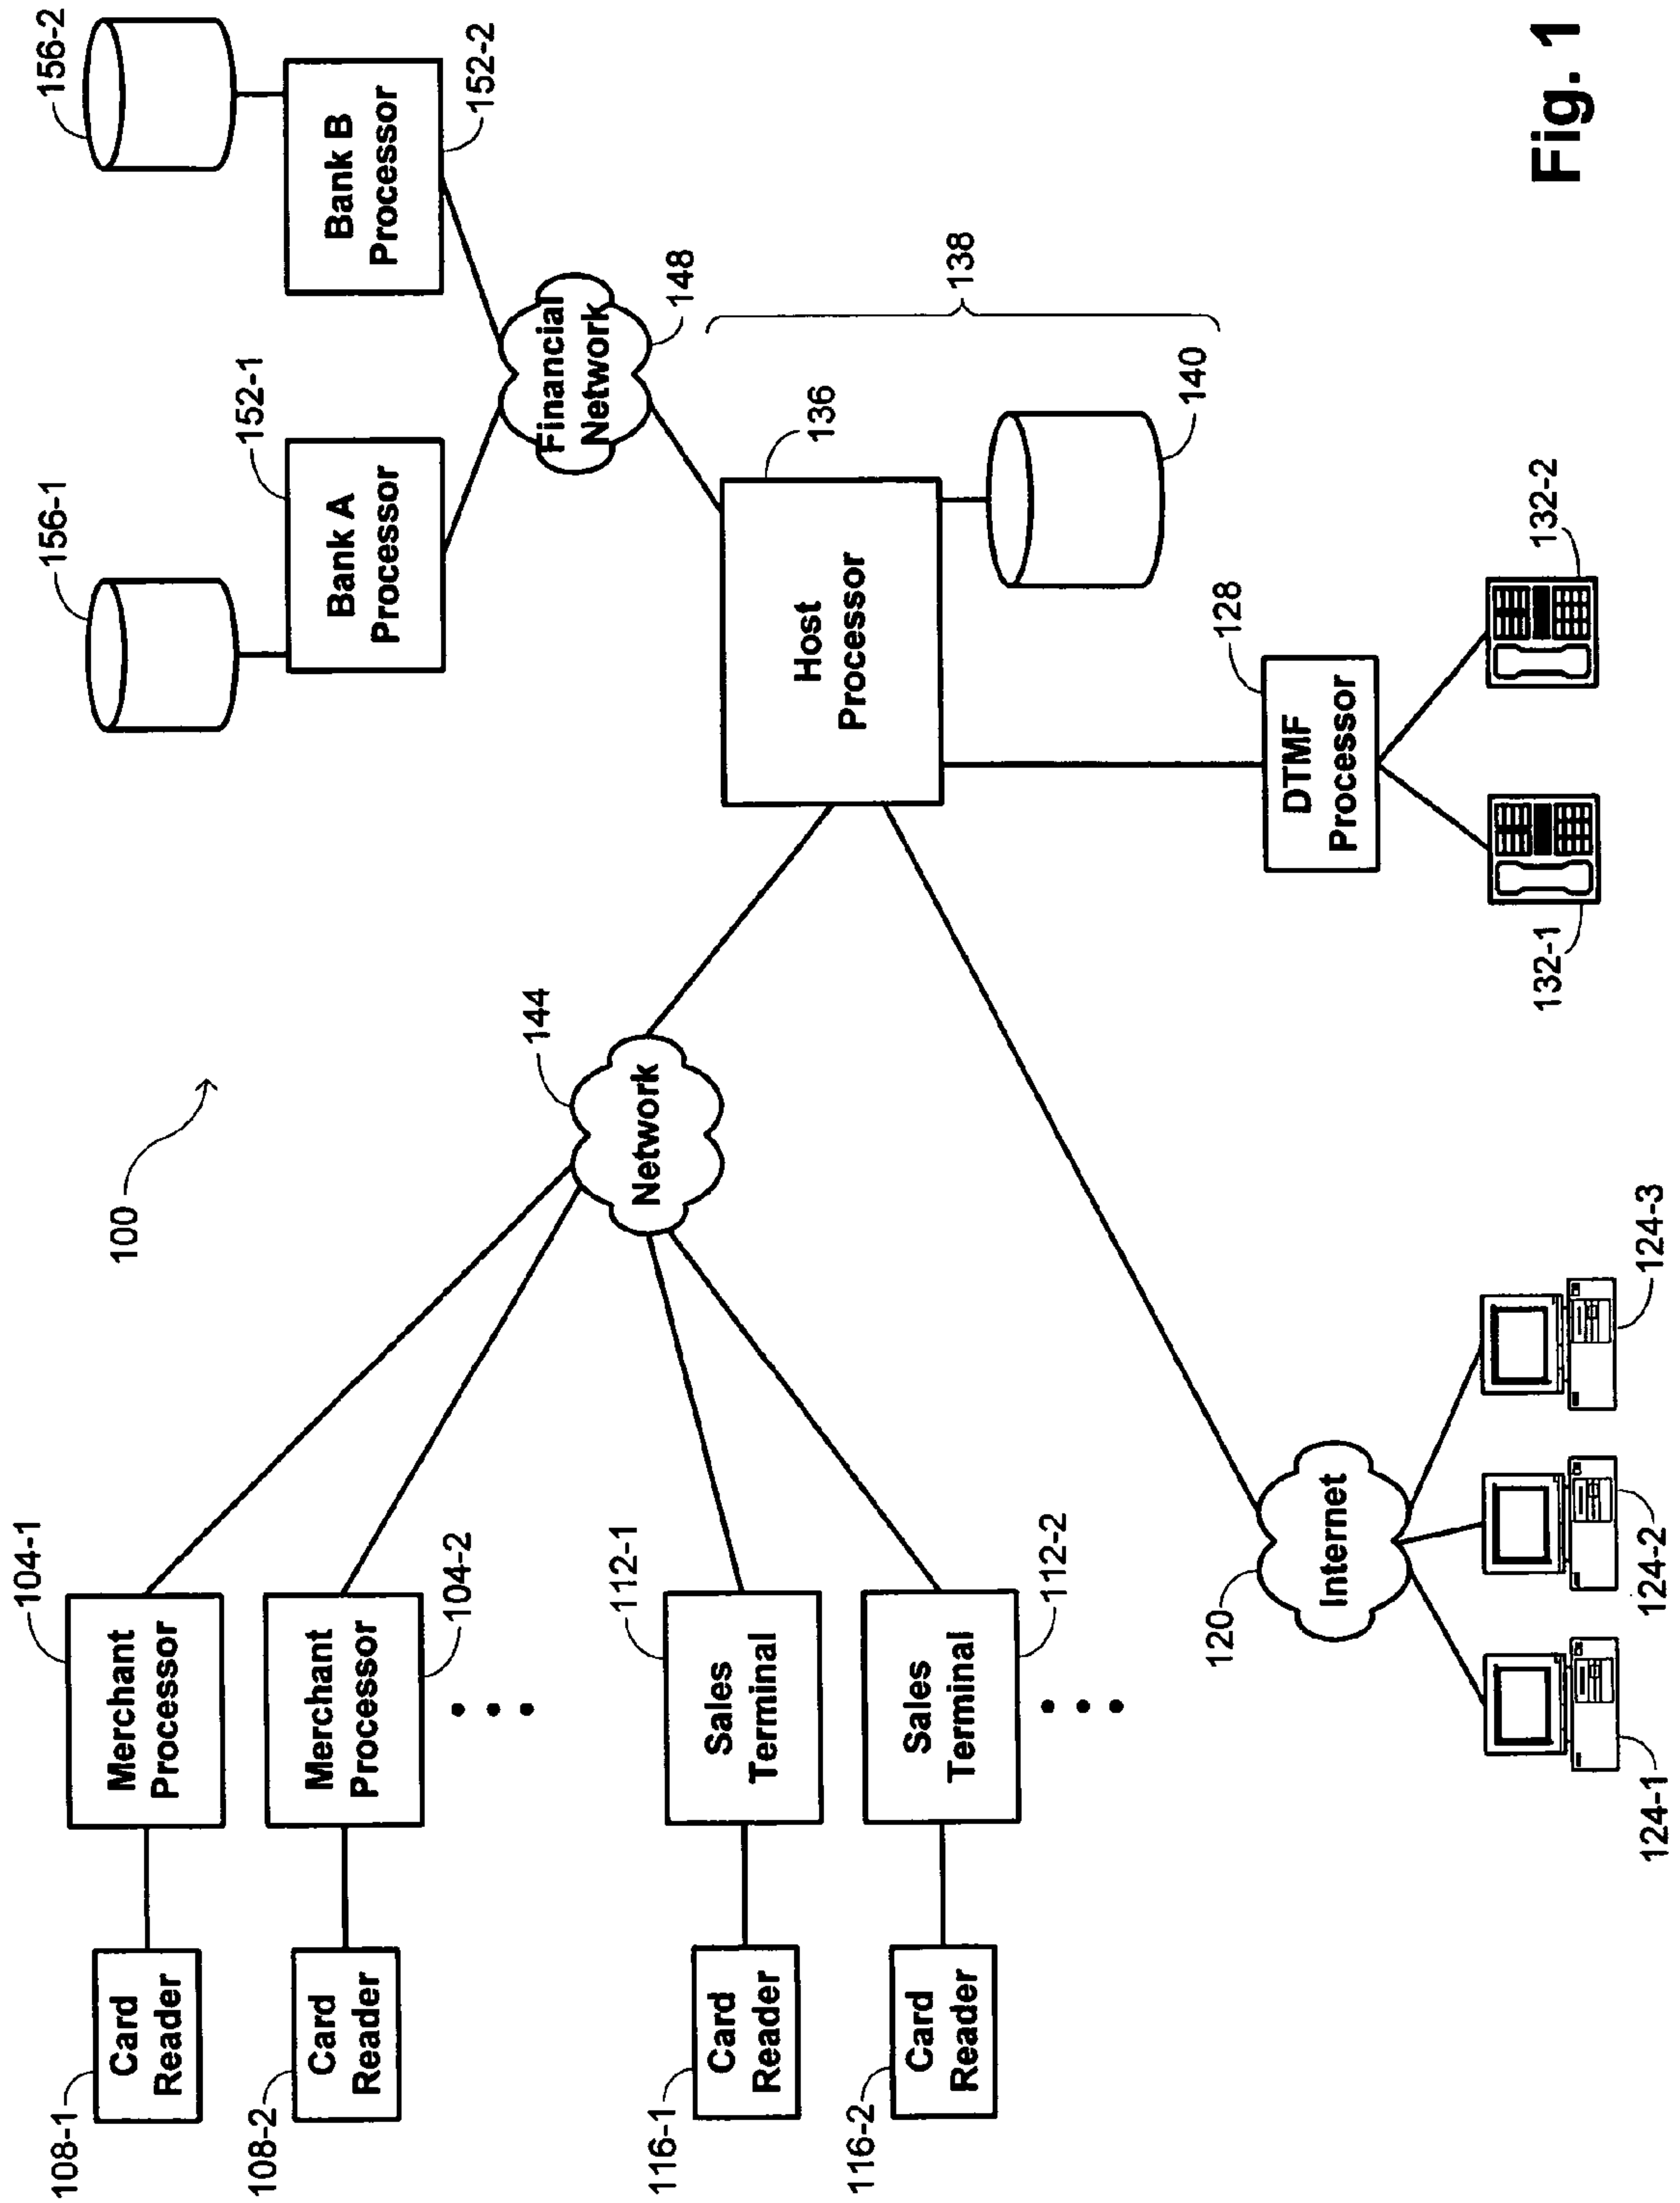 100
108-1
Card
Reader
104-1
Merchant
Processor
108-2
Card
Reader
Merchant
Processor
104-2
116-1
Card
Reader
112-1
Sales
Terminal
116-2
Card
Reader
Sales
Terminal
112-2
144
Network
156-1
156-2
152-1
Bank A
Processor
Bank B
Processor
152-2
Financial
Network
148
136
Host
Processor
138
140
120
Internet
124-1
124-2
124-3
128
DTMF
Processor
132-1
132-2
Fig. 1